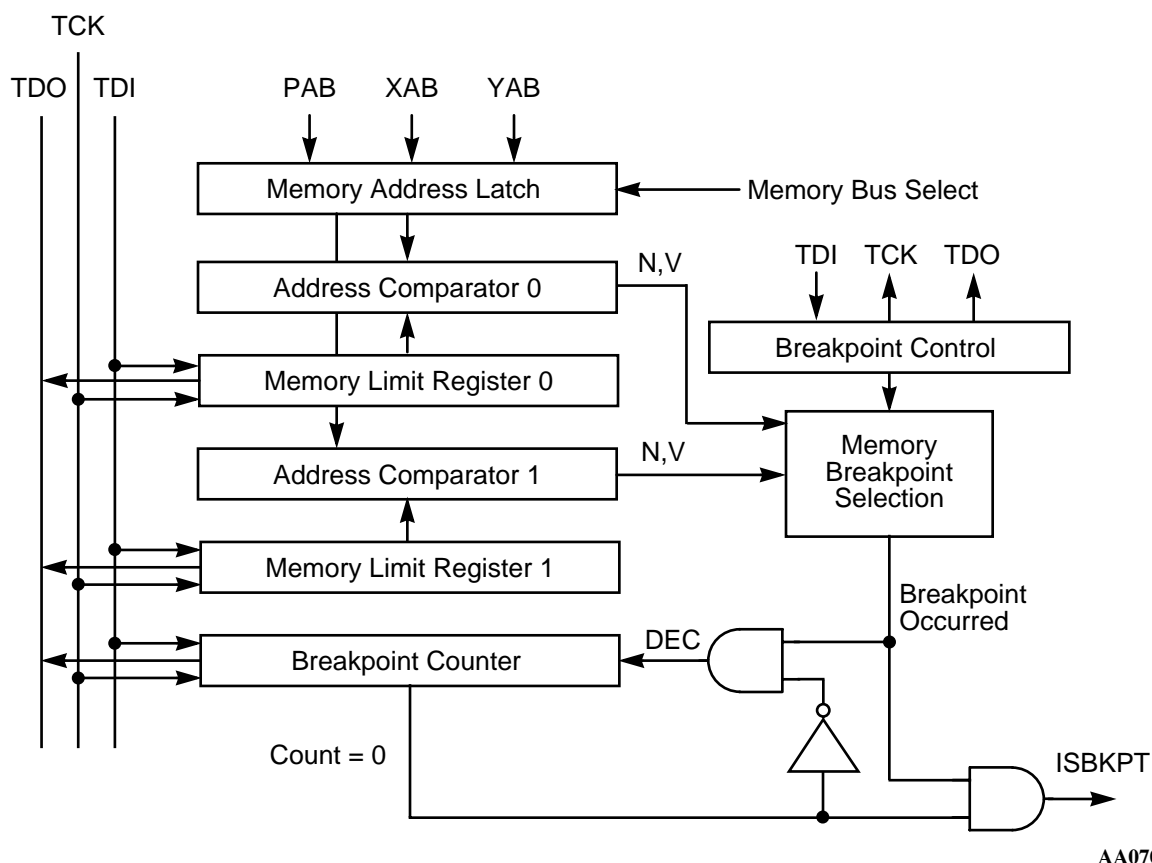 TCK
TDO TDI
PAB XAB YAB
Memory Address Latch
Memory Bus Select
Address Comparator 0
N,V
TDI TCK TDO
Breakpoint Control
Memory Limit Register 0
Memory
Breakpoint
Selection
Address Comparator 1
N,V
Memory Limit Register 1
Breakpoint
Occurred
Breakpoint Counter
DEC
Count = 0
ISBKPT